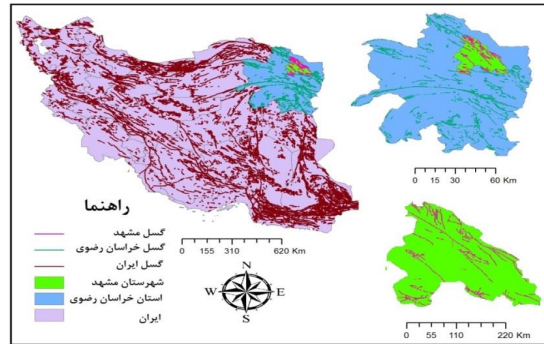 راهنما
گسل مشهد
گسل خراسان رضوی
گسل ایران
شهرستان مشهد
استان خراسان رضوی
ایران
0 155 310 620 Km
N
W E
S
0 15 30 60 Km
0 55 110 220 Km